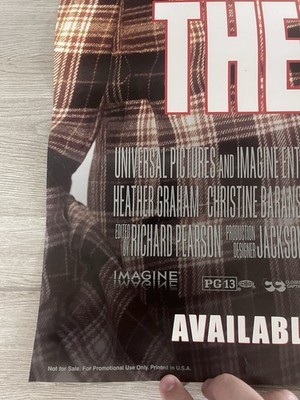 THE
UNIVERSAL PICTURES AND IMAGINE ENT
HEATHER GRAHAM CHRISTINE BARANS
EDITED BY RICHARD PEARSON PRODUCTION DESIGNER JACKSON
IMAGINE
PG-13
AVAILABL
Not for Sale. For Promotional Use Only. Printed in U.S.A.